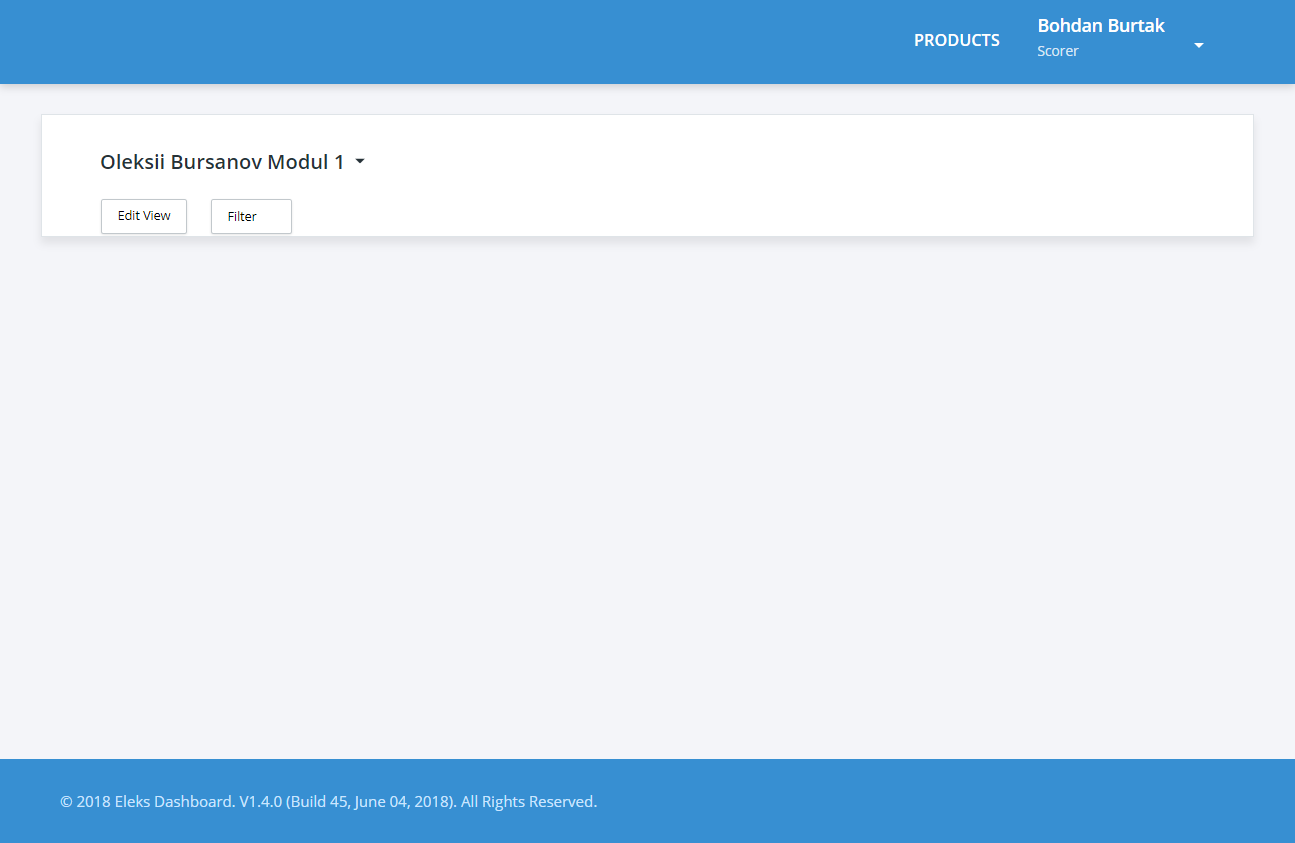 PRODUCTS
Bohdan Burtak
Scorer
Oleksii Bursanov Modul 1
Edit View
Filter
© 2018 Eleks Dashboard. V1.4.0 (Build 45, June 04, 2018). All Rights Reserved.